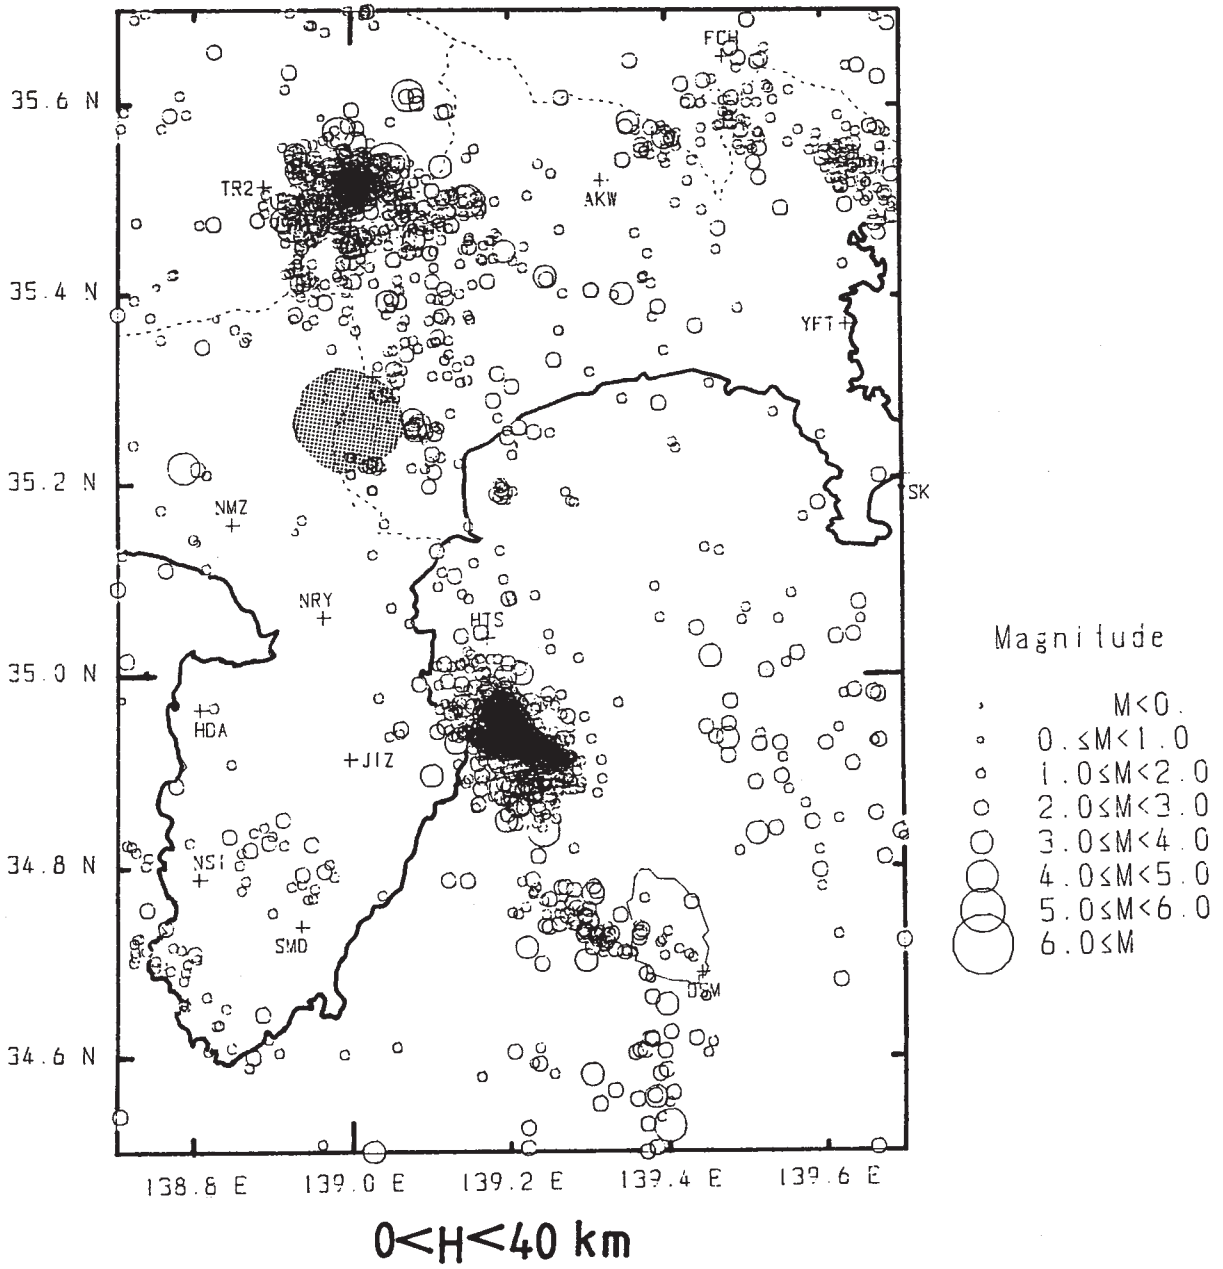 FCH
35.6 N
TR2
AKW
35.4 N
YFT
35.2 N
SK
NMZ
NRY
HTS
Magnitude
35.0 N
M<0.
HDA
0.≤M<1.0
JIZ
1.0≤M<2.0
2.0≤M<3.0
3.0≤M<4.0
34.8 N
NSI
4.0≤M<5.0
5.0≤M<6.0
SMD
6.0≤M
OSM
34.6 N
138.8 E
139.0 E
139.2 E
139.4 E
139.6 E
0<H<40 km